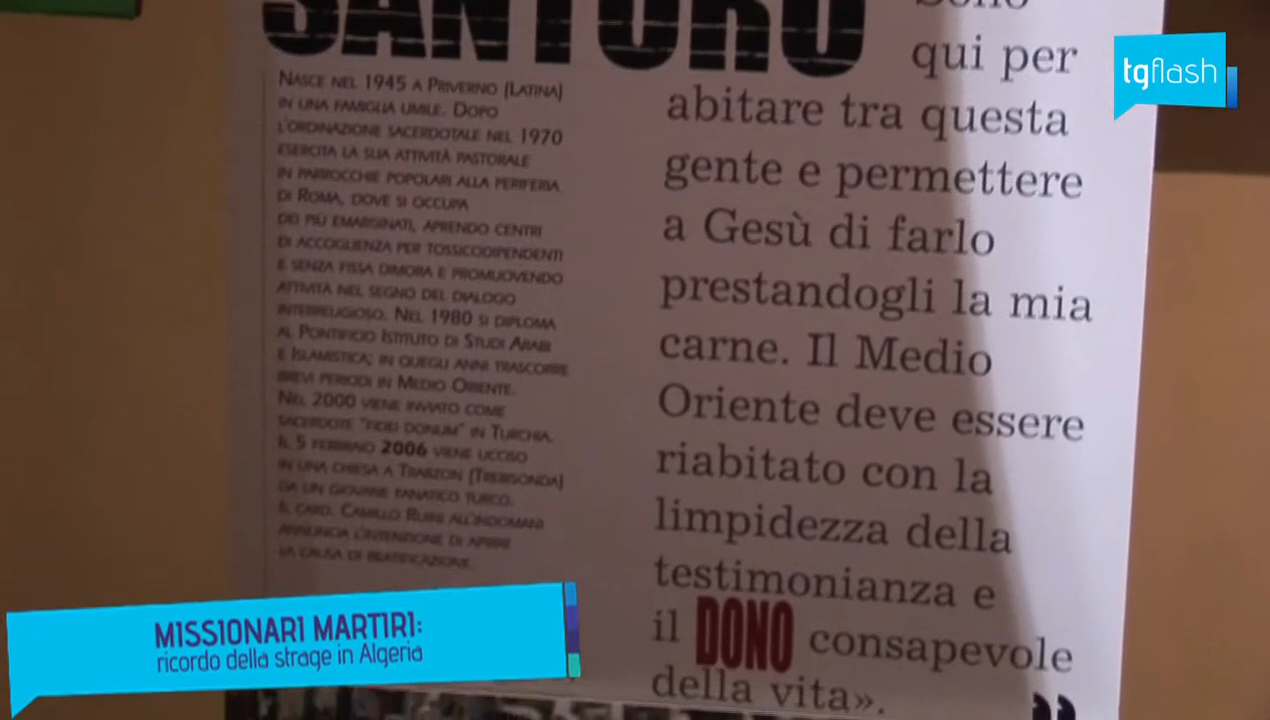 SANTORO
NASCE NEL 1945 A PRIVERNO (LATINA)
IN UNA FAMIGLIA UMILE. DOPO
L'ORDINAZIONE SACERDOTALE NEL 1970
ESERCITA LA SUA ATTIVITÀ PASTORALE
IN PARROCCHIE POPOLARI ALLA PERIFERIA
DI ROMA, DOVE SI OCCUPA
DEI PIÙ EMARGINATI, APRENDO CENTRI
DI ACCOGLIENZA PER TOSSICODIPENDENTI
E SENZA FISSA DIMORA E PROMUOVENDO
ATTIVITÀ NEL SEGNO DEL DIALOGO
INTERRELIGIOSO. NEL 1980 SI DIPLOMA
AL PONTIFICIO ISTITUTO DI STUDI ARABI
E ISLAMISTICA; IN QUEGLI ANNI TRASCORRE
BREVI PERIODI IN MEDIO ORIENTE.
NEL 2000 VIENE INVIATO COME
SACERDOTE "FIDEI DONUM" IN TURCHIA.
IL 5 FEBBRAIO 2006 VIENE UCCISO
IN UNA CHIESA A TRABZON (TREBISONDA)
DA UN GIOVANE FANATICO TURCO.
IL CARD. CAMILLO RUINI ALL'INDOMANI
ANNUNCIA L'INTENZIONE DI APRIRE
LA CAUSA DI BEATIFICAZIONE.
Sono
qui per
abitare tra questa
gente e permettere
a Gesù di farlo
prestandogli la mia
carne. Il Medio
Oriente deve essere
riabitato con la
limpidezza della
testimonianza e
il DONO consapevole
della vita».
"
tgflash
MISSIONARI MARTIRI:
ricordo della strage in Algeria